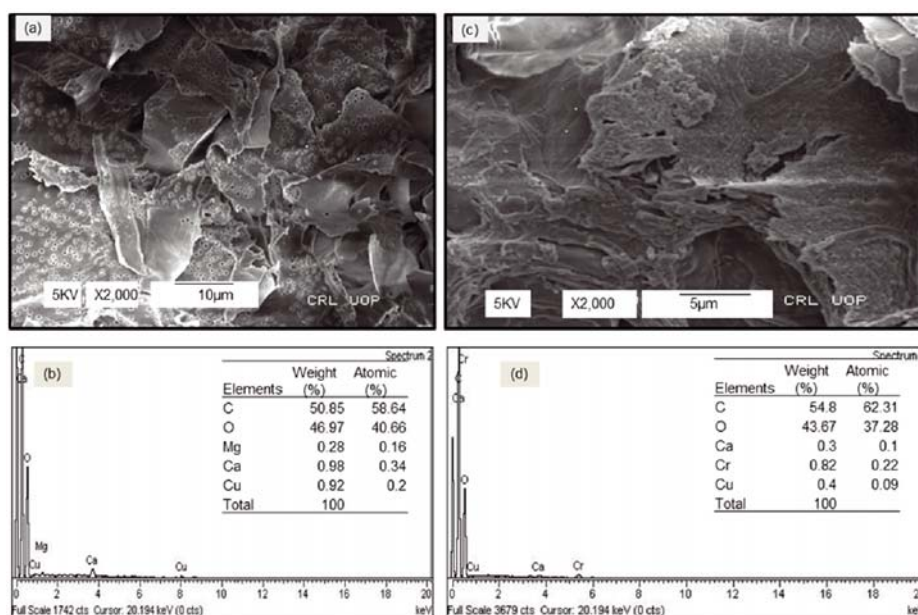 (a)
5KV X2,000 10µm CRL UOP
(c)
5KV X2,000 5µm CRL UOP
(b)
Spectrum 2
Elements Weight (%) Atomic (%)
C 50.85 58.64
O 46.97 40.66
Mg 0.28 0.16
Ca 0.98 0.34
Cu 0.92 0.2
Total 100
C
O
Mg
Cu
Ca
Cu
0 2 4 6 8 10 12 14 16 18 20
Full Scale 1742 cts Cursor: 20.194 keV (0 cts) keV
(d)
Spectrum
Elements Weight (%) Atomic (%)
C 54.8 62.31
O 43.67 37.28
Ca 0.3 0.1
Cr 0.82 0.22
Cu 0.4 0.09
Total 100
Cr
C
Ca
O
Cu
Ca
Cr
0 2 4 6 8 10 12 14 16 18 2
Full Scale 3679 cts Cursor: 20.194 keV (0 cts)